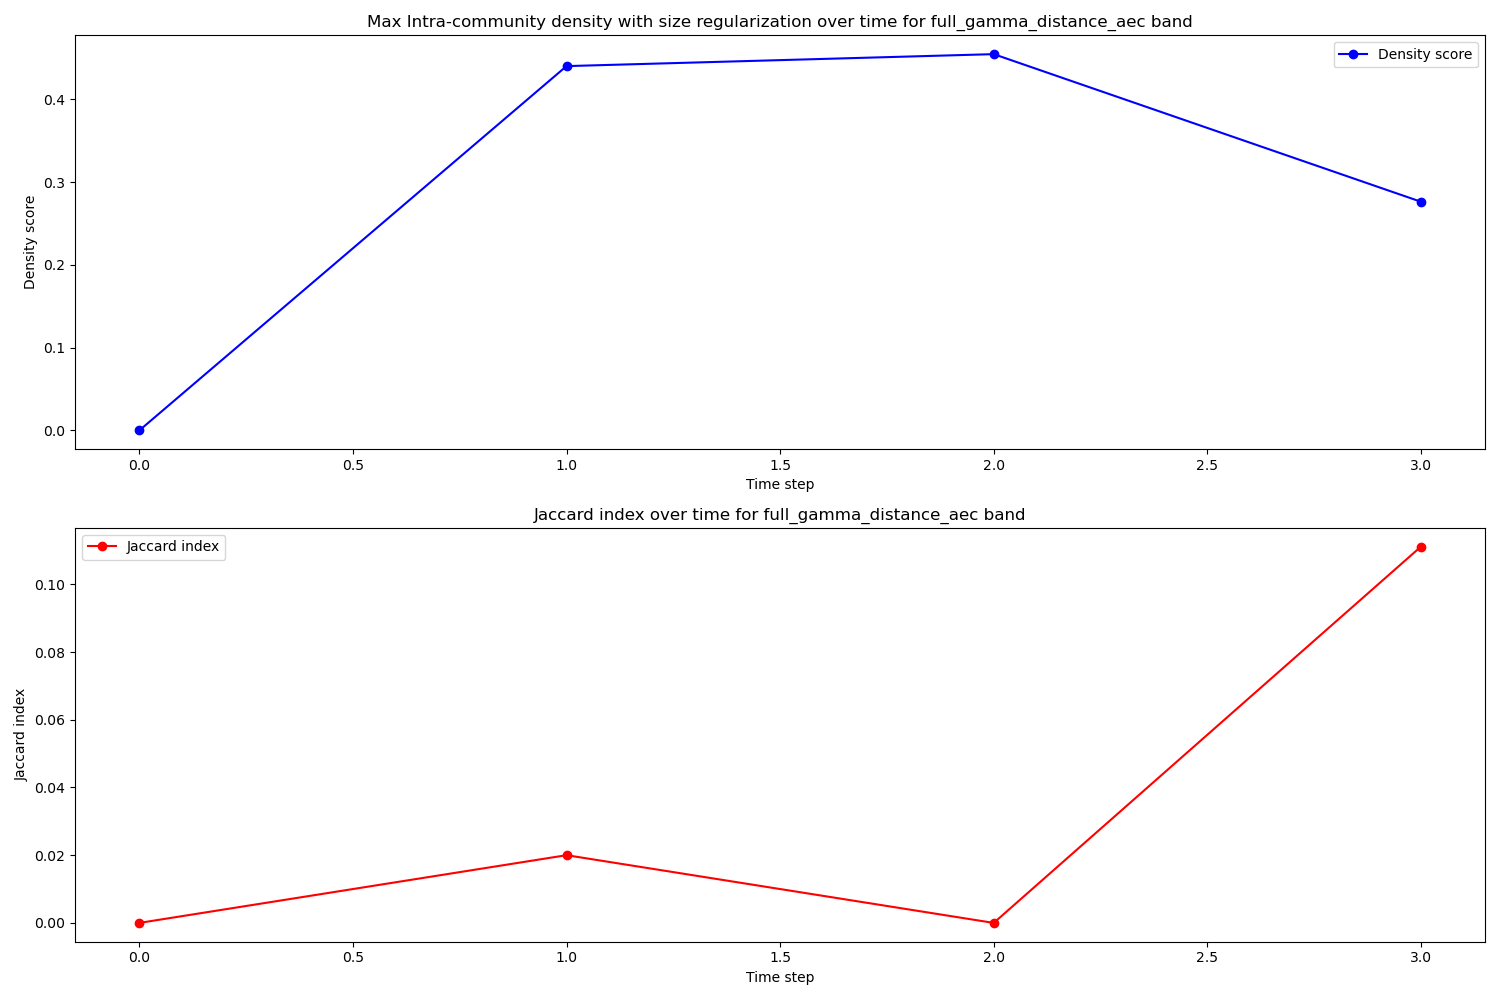 Max Intra-community density with size regularization over time for full_gamma_distance_aec band
Density score
Density score
0.4
0.3
0.2
0.1
0.0
0.0 0.5 1.0 1.5 2.0 2.5 3.0
Time step
Jaccard index over time for full_gamma_distance_aec band
Jaccard index
Jaccard index
0.10
0.08
0.06
0.04
0.02
0.00
0.0 0.5 1.0 1.5 2.0 2.5 3.0
Time step